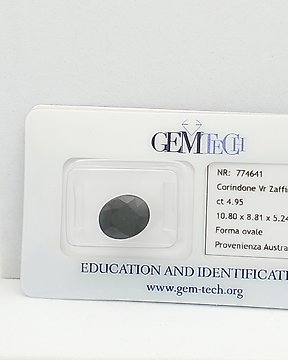 GEMTECH
NR: 774641
Corindone Vr Zaffi
ct 4.95
10.80 x 8.81 x 5.24
Forma ovale
Provenienza Austra
EDUCATION AND IDENTIFICAT
www.gem-tech.org